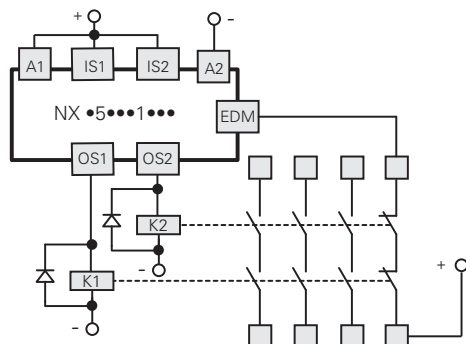 + -
A1 IS1 IS2 A2
NX •5•••1•••
EDM
OS1 OS2
K2
-
K1
+
-